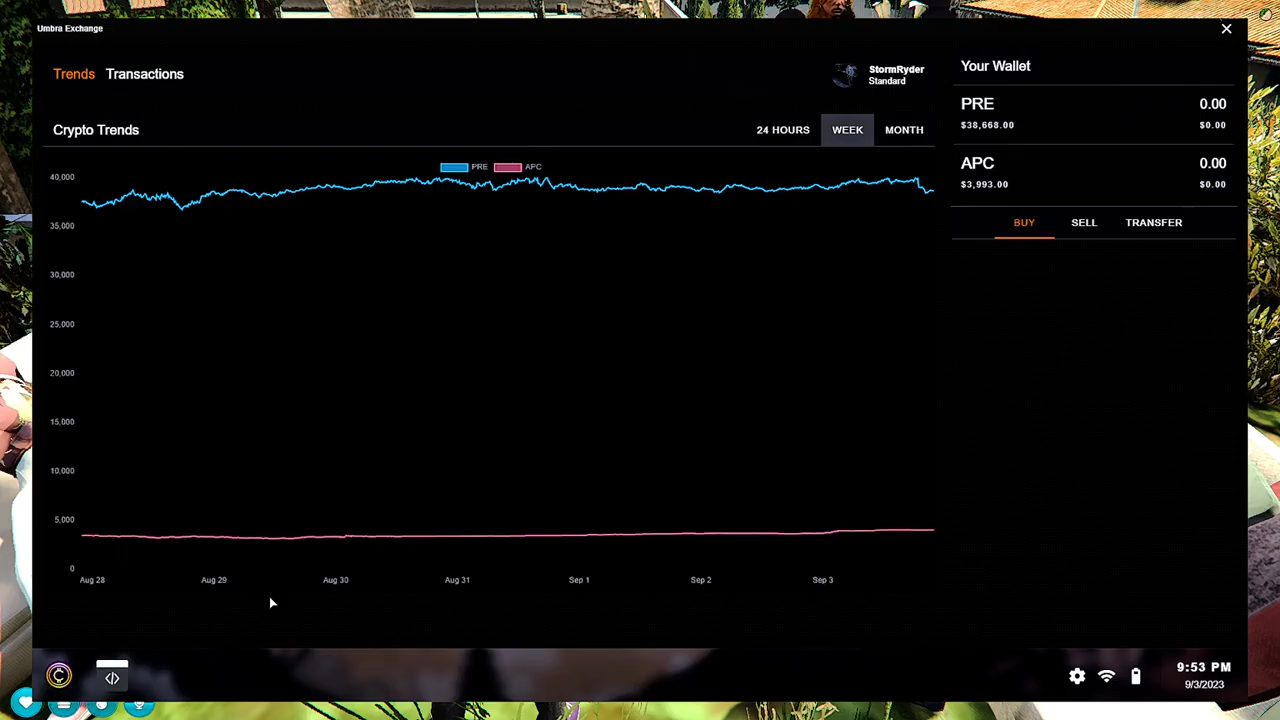 Umbra Exchange
Trends Transactions
StormRyder
Standard
Crypto Trends
24 HOURS WEEK MONTH
PRE APC
40,000
35,000
30,000
25,000
20,000
15,000
10,000
5,000
0
Aug 28 Aug 29 Aug 30 Aug 31 Sep 1 Sep 2 Sep 3
Your Wallet
PRE 0.00
$38,668.00 $0.00
APC 0.00
$3,993.00 $0.00
BUY SELL TRANSFER
9:53 PM
9/3/2023